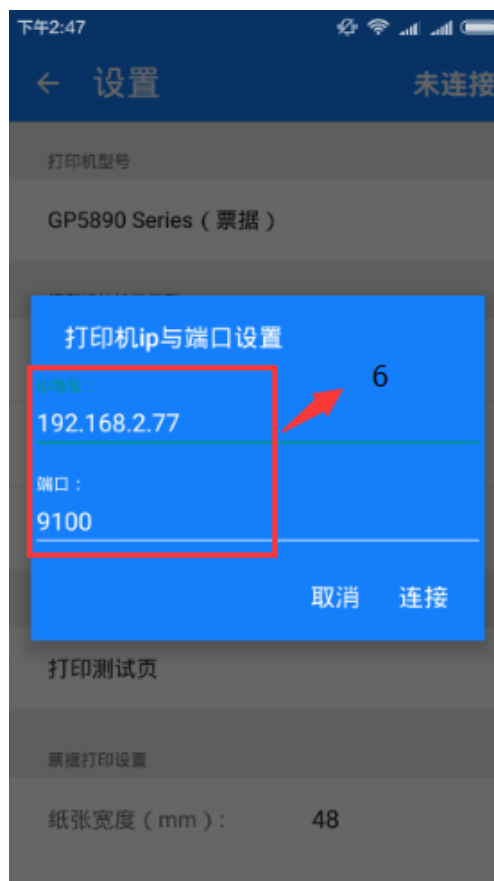 下午2:47
设置
未连接
打印机型号
GP5890 Series（票据）
打印机ip与端口设置
ip地址：
6
192.168.2.77
端口：
9100
取消 连接
打印测试页
票据打印设置
纸张宽度（mm）: 48